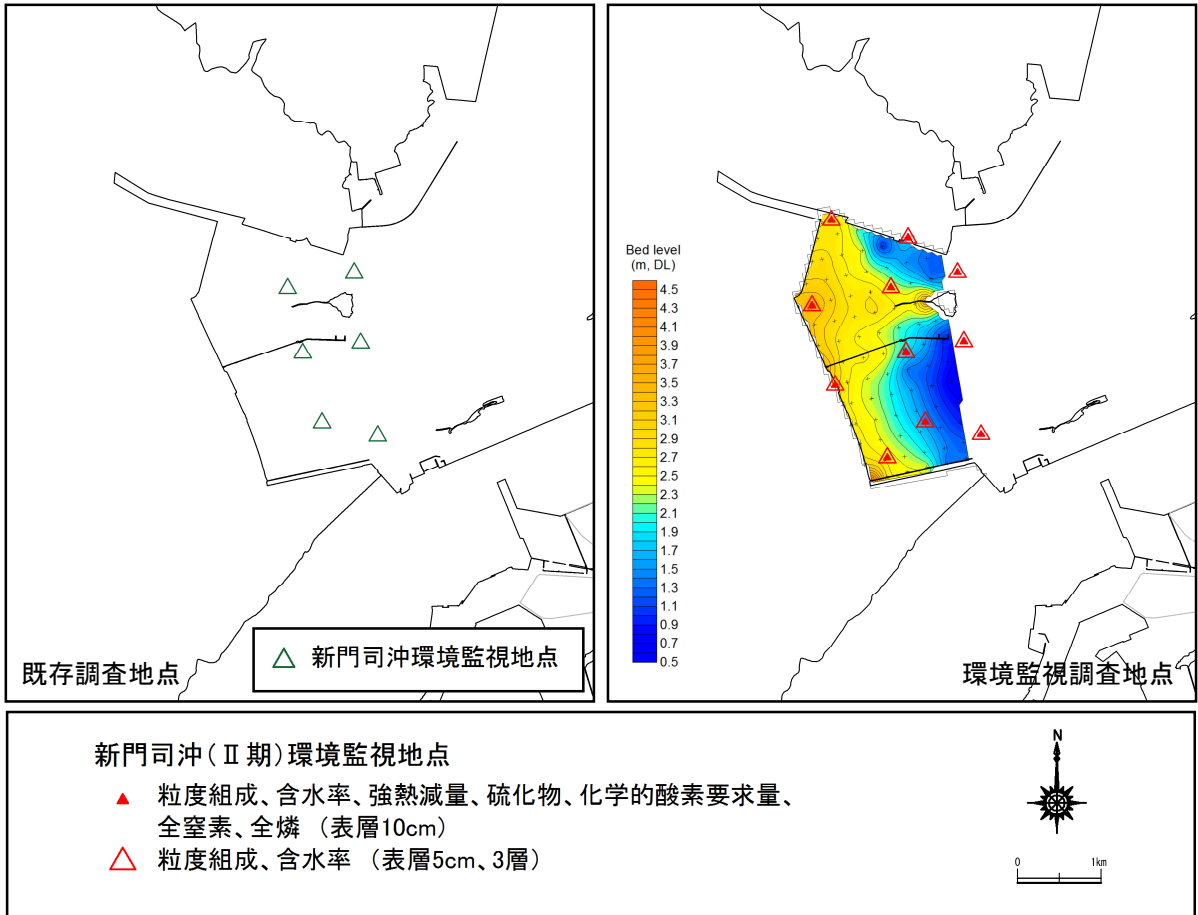 既存調査地点
新門司沖環境監視地点
Bed level
(m, DL)
4.5
4.3
4.1
3.9
3.7
3.5
3.3
3.1
2.9
2.7
2.5
2.3
2.1
1.9
1.7
1.5
1.3
1.1
0.9
0.7
0.5
環境監視調査地点
新門司沖(Ⅱ期)環境監視地点
粒度組成、含水率、強熱減量、硫化物、化学的酸素要求量、
全窒素、全燐 (表層10cm)
粒度組成、含水率 (表層5cm、3層)
N
0 1km